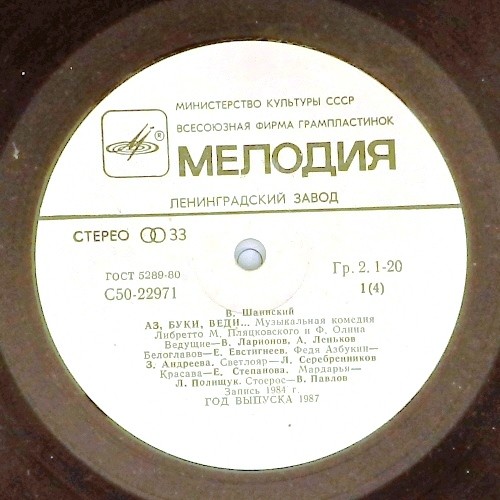 МИНИСТЕРСТВО КУЛЬТУРЫ СССР
ВСЕСОЮЗНАЯ ФИРМА ГРАМПЛАСТИНОК
®
МЕЛОДИЯ
ЛЕНИНГРАДСКИЙ ЗАВОД
СТЕРЕО 33
ГОСТ 5289-80
Гр. 2. 1-20
С50-22971
1(4)
В. Шаинский
АЗ, БУКИ, ВЕДИ... Музыкальная комедия
Либретто М. Пляцковского и Ф. Олина
Ведущие—В. Ларионов, А. Леньков
Белоглавов—Е. Евстигнеев. Федя Азбукин—
З. Андреева. Светлояр—Л. Серебренников
Красава—Е. Степанова. Мардарья—
Л. Полищук. Стоерос—В. Павлов
Запись 1984 г.
ГОД ВЫПУСКА 1987